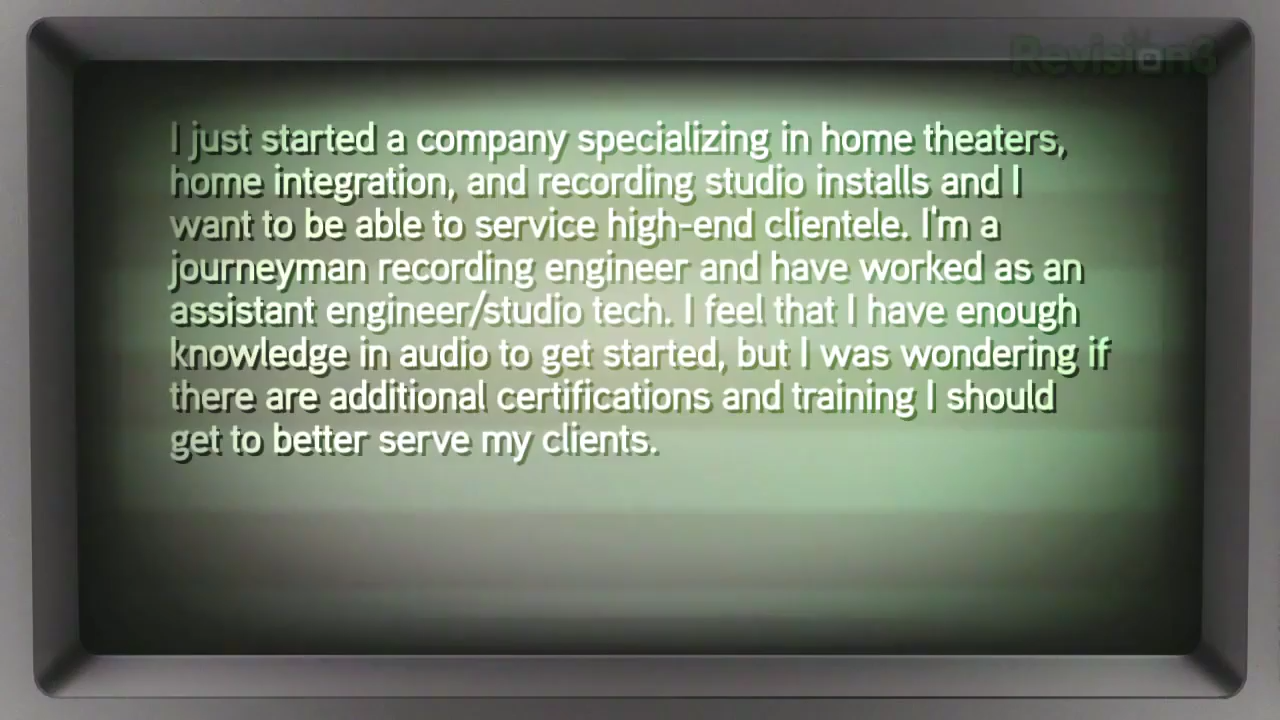 Revision3
I just started a company specializing in home theaters,
home integration, and recording studio installs and I
want to be able to service high-end clientele. I'm a
journeyman recording engineer and have worked as an
assistant engineer/studio tech. I feel that I have enough
knowledge in audio to get started, but I was wondering if
there are additional certifications and training I should
get to better serve my clients.